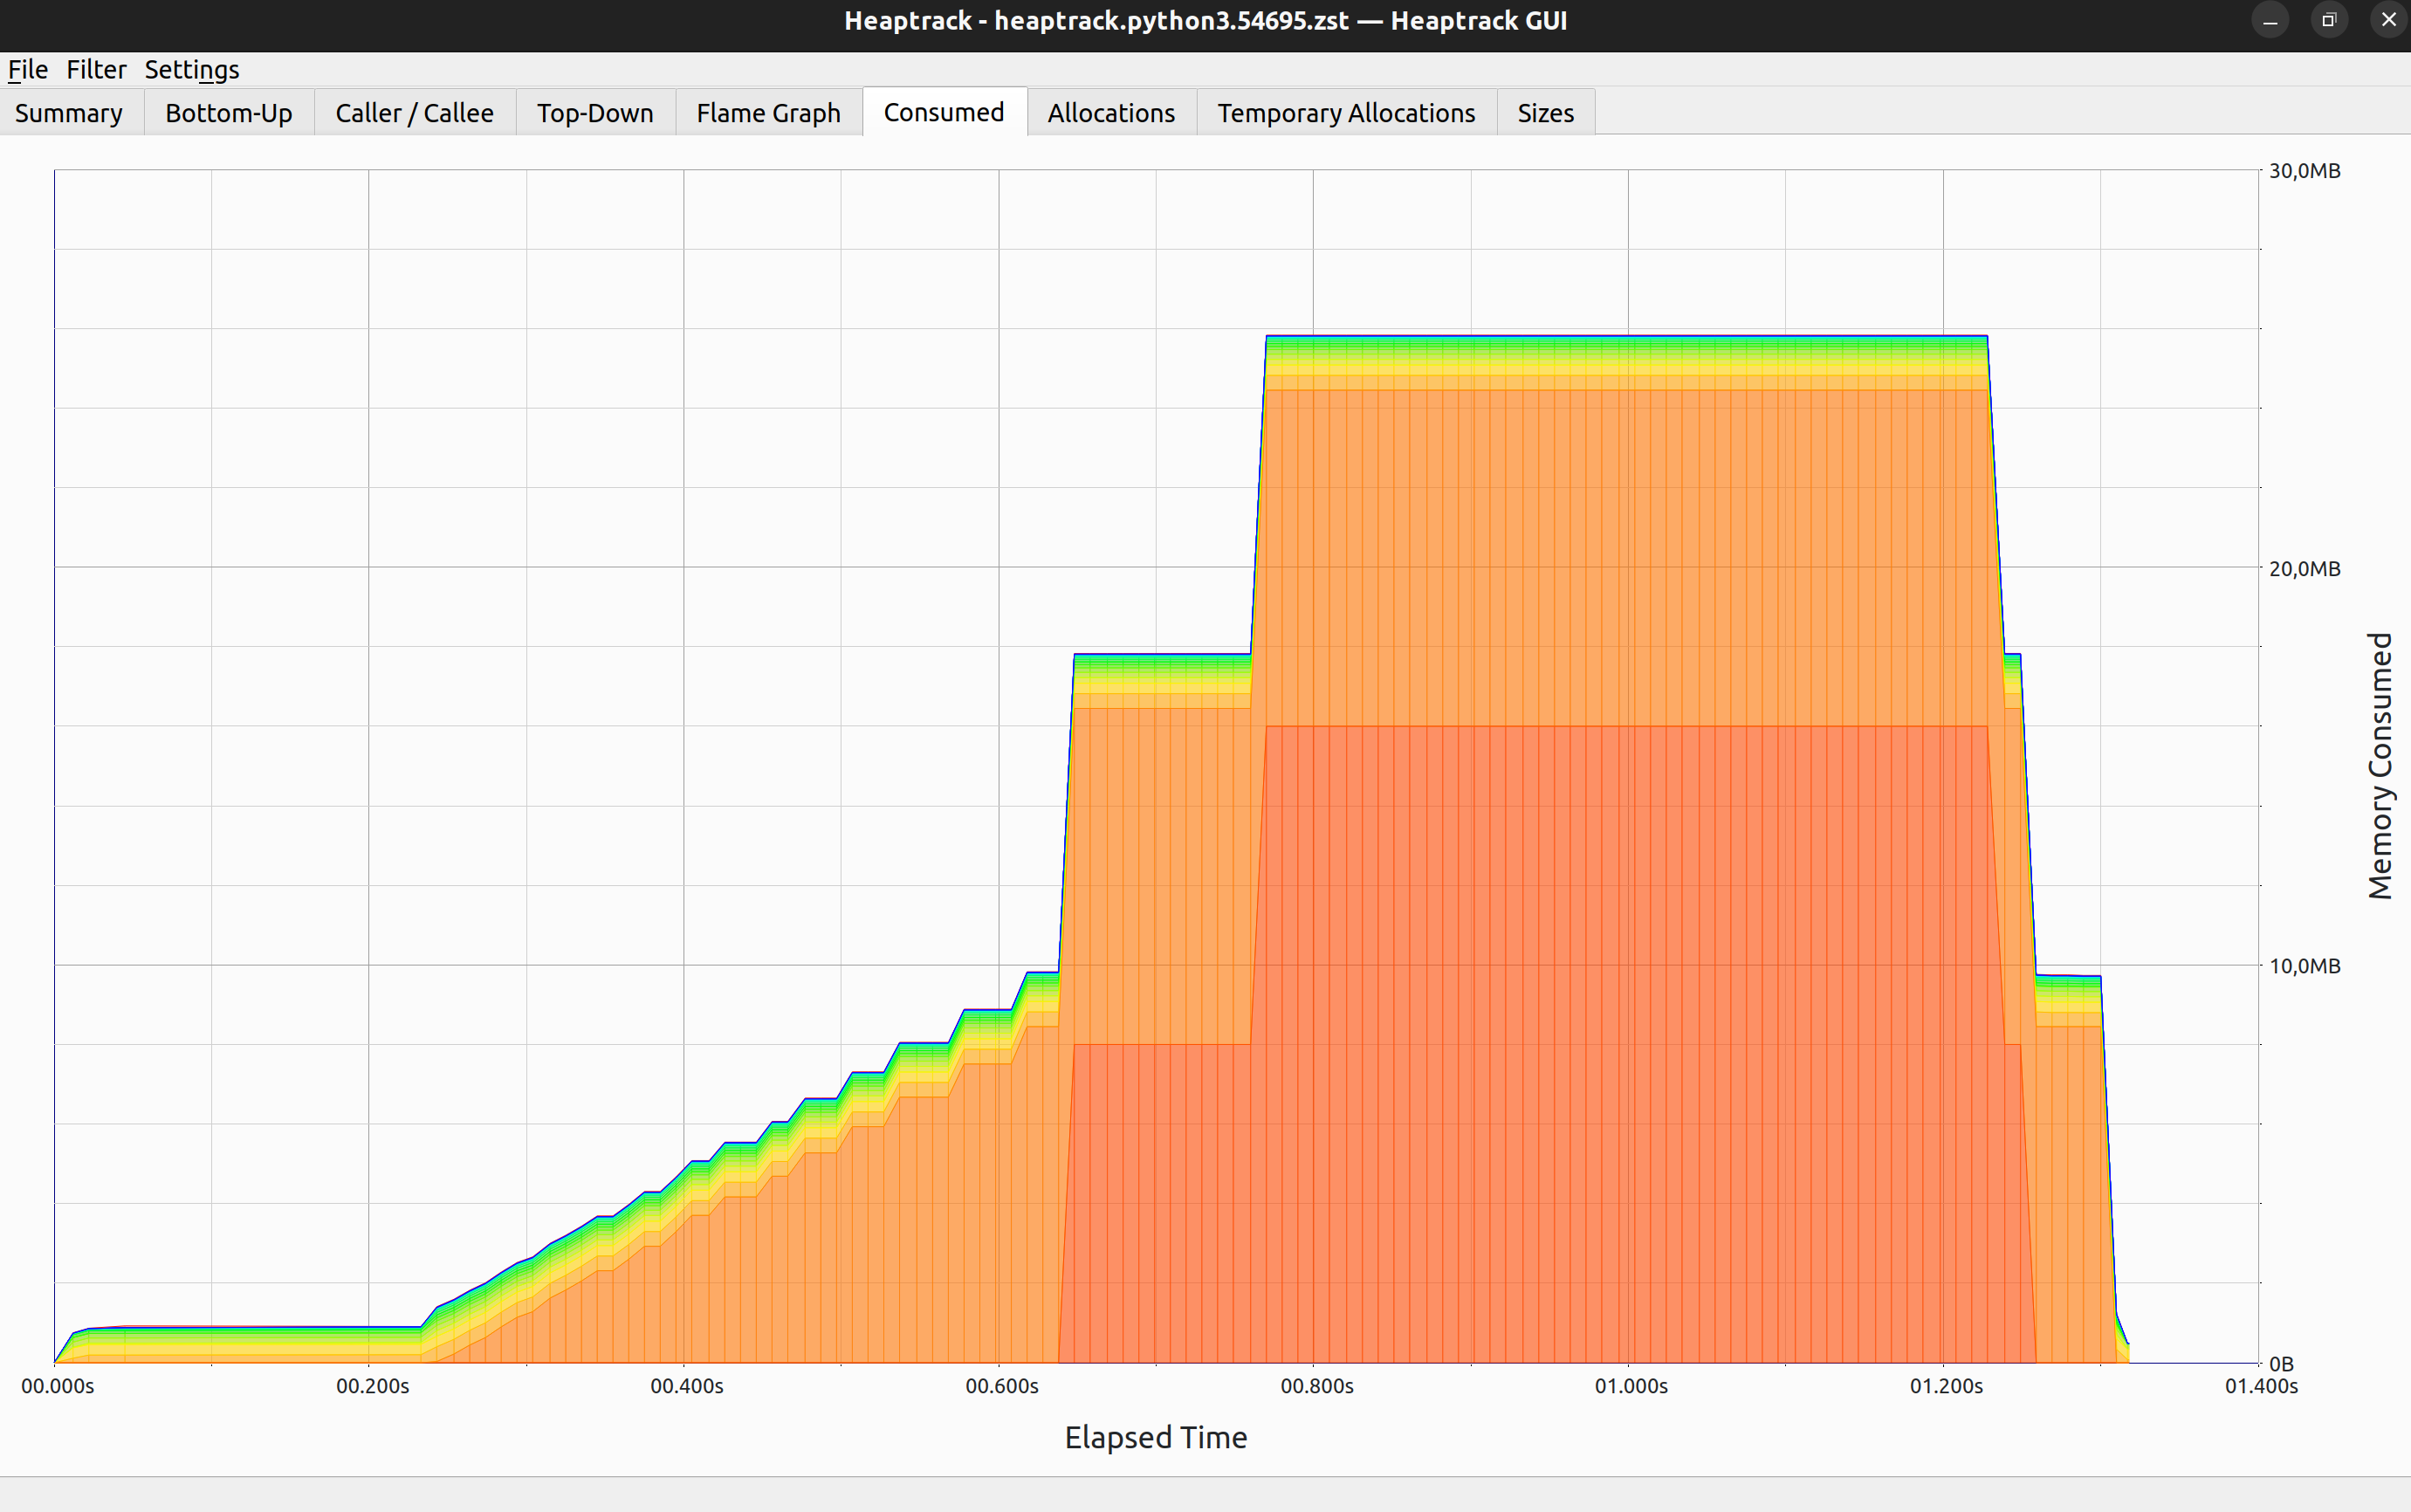 Heaptrack - heaptrack.python3.54695.zst — Heaptrack GUI
File Filter Settings
Summary Bottom-Up Caller / Callee Top-Down Flame Graph Consumed Allocations Temporary Allocations Sizes
30,0MB
20,0MB
Memory Consumed
10,0MB
0B
00.000s 00.200s 00.400s 00.600s 00.800s 01.000s 01.200s 01.400s
Elapsed Time